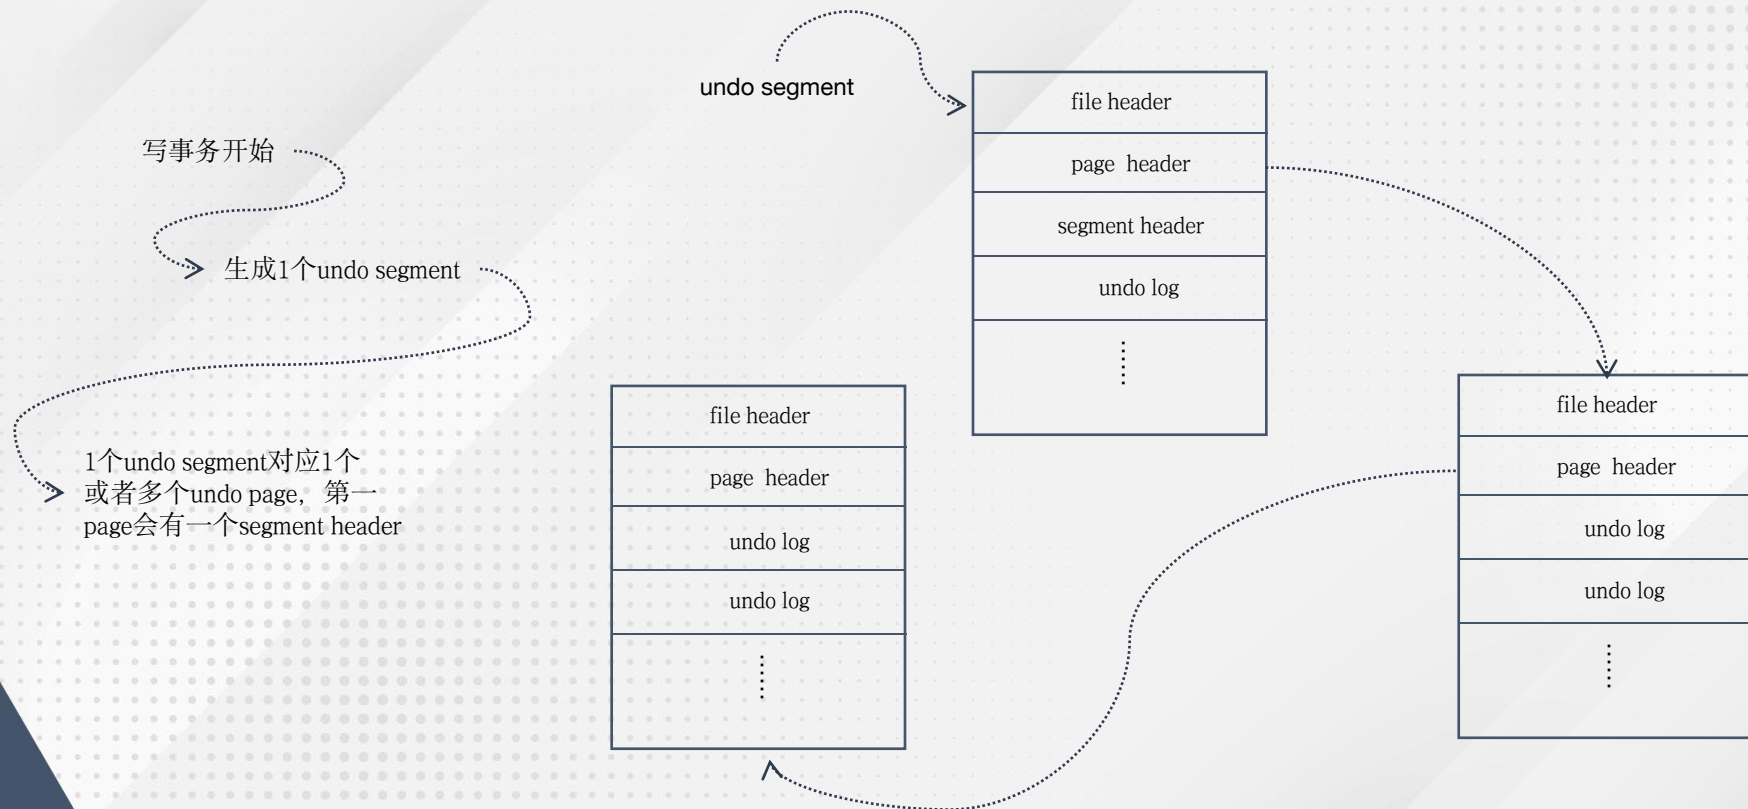 写事务开始
生成1个undo segment
1个undo segment对应1个
或者多个undo page，第一
page会有一个segment header
undo segment
file header
page header
segment header
undo log
file header
page header
undo log
undo log
file header
page header
undo log
undo log